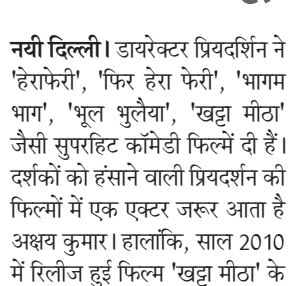 नयी दिल्ली। डायरेक्टर प्रियदर्शिन ने
'हेराफेरी', 'फिर हेरा फेरी', 'भागम
भाग', 'भूल भुलैया', 'खट्टा मीठा'
जैसी सुपरहिट कॉमेडी फिल्में दी हैं।
दर्शकों को हंसाने वाली प्रियदर्शन की
फिल्मों में एक एक्टर जरूर आता है
अक्षय कुमार। हालांकि, साल 2010
में रिलीज हुई फिल्म 'खट्टा मीठा' के